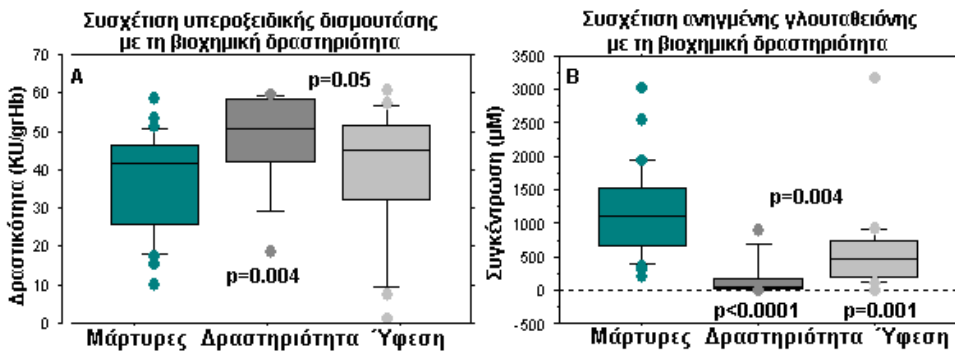 Συσχέτιση υπεροξειδικής δισμουτάσης
με τη βιοχημική δραστηριότητα
A
p=0.05
p=0.004
Δραστικότητα (KU/grHb)
70
60
50
40
30
20
10
0
Μάρτυρες Δραστηριότητα Ύφεση
Συσχέτιση ανηγμένης γλουταθειόνης
με τη βιοχημική δραστηριότητα
B
p=0.004
p<0.0001 p=0.001
Συγκέντρωση (μΜ)
3500
3000
2500
2000
1500
1000
500
0
-500
Μάρτυρες Δραστηριότητα Ύφεση